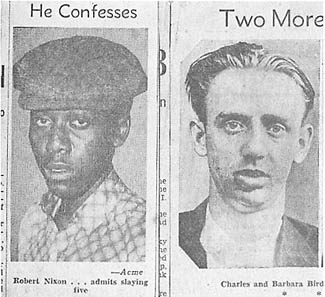 He Confesses
Two More
—Acme
Robert Nixon . . . admits slaying
five
Charles and Barbara Bird
* *